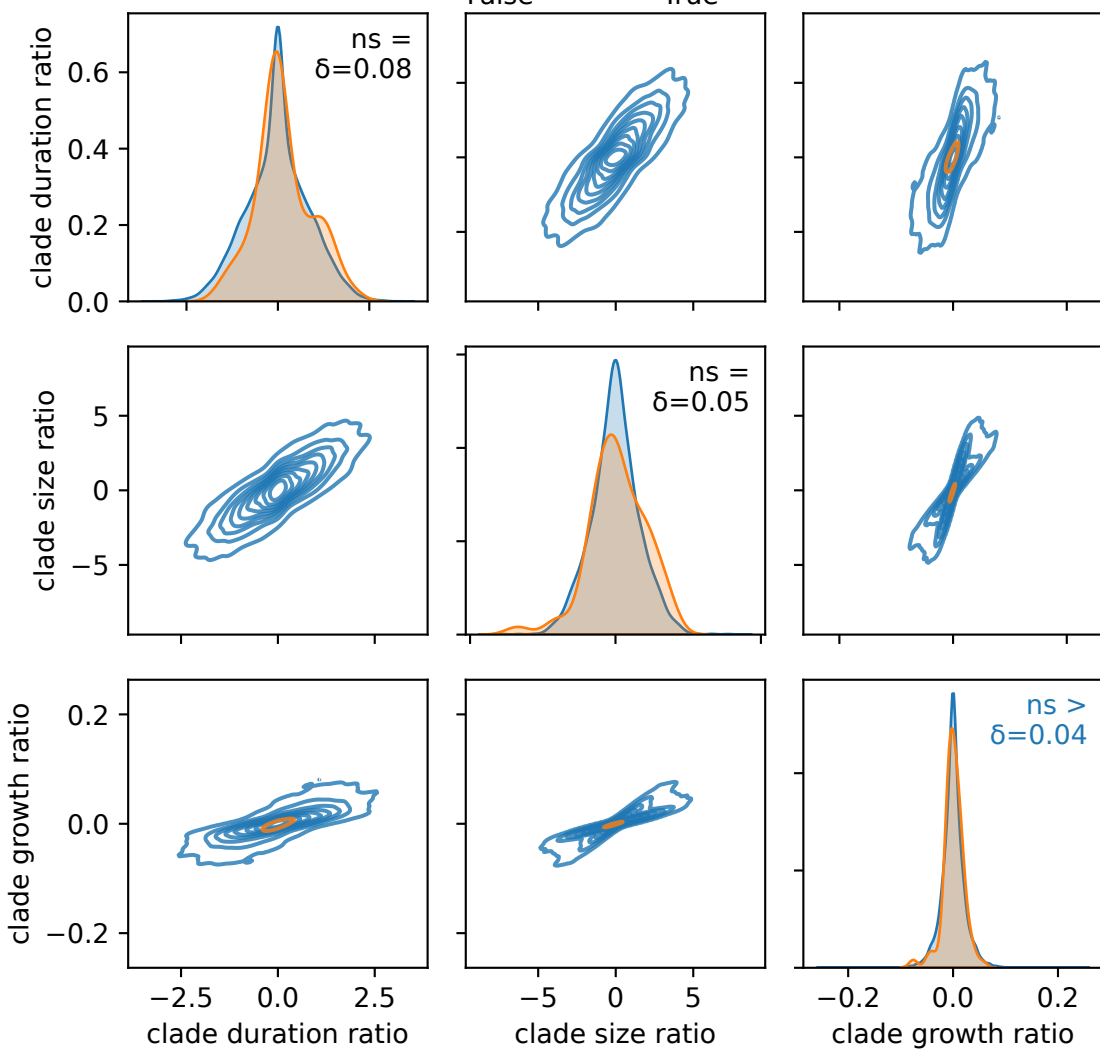 clade duration ratio
0.6
0.4
0.2
0.0
ns =
δ=0.08
clade size ratio
5
0
−5
ns =
δ=0.05
clade growth ratio
0.2
0.0
−0.2
ns >
δ=0.04
−2.5 0.0 2.5
−5 0 5
−0.2 0.0 0.2
clade duration ratio
clade size ratio
clade growth ratio